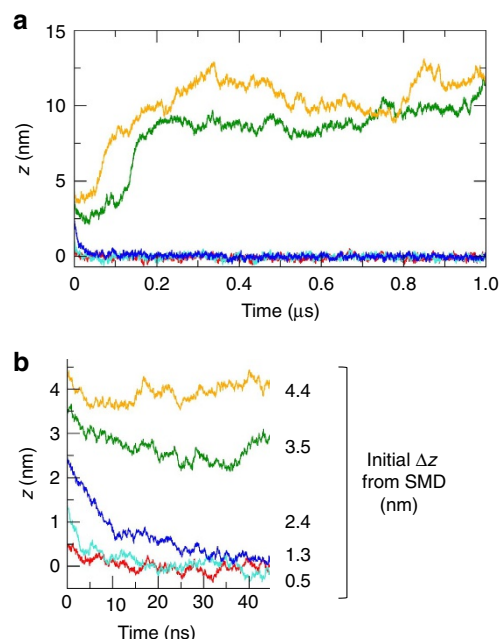 a
15
10
5
0
z (nm)
0 0.2 0.4 0.6 0.8 1.0
Time (μs)
b
4
3
2
1
0
z (nm)
0 10 20 30 40
Time (ns)
4.4
3.5
2.4
1.3
0.5
Initial Δz
from SMD
(nm)